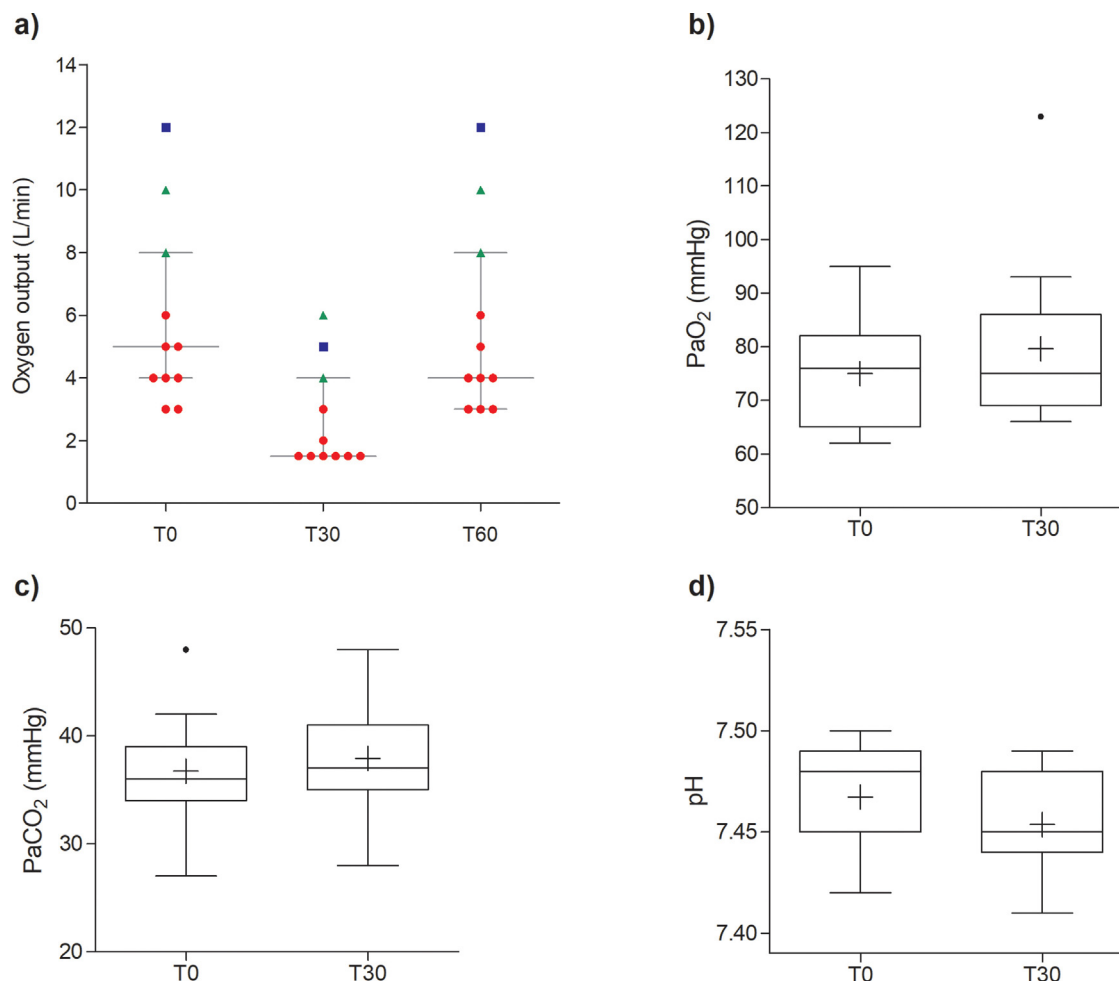 a)
Oxygen output (L/min)
14
12
10
8
6
4
2
0
T0 T30 T60
b)
PaO₂ (mmHg)
130
120
110
100
90
80
70
60
50
T0 T30
c)
PaCO₂ (mmHg)
50
40
30
20
T0 T30
d)
pH
7.55
7.50
7.45
7.40
T0 T30